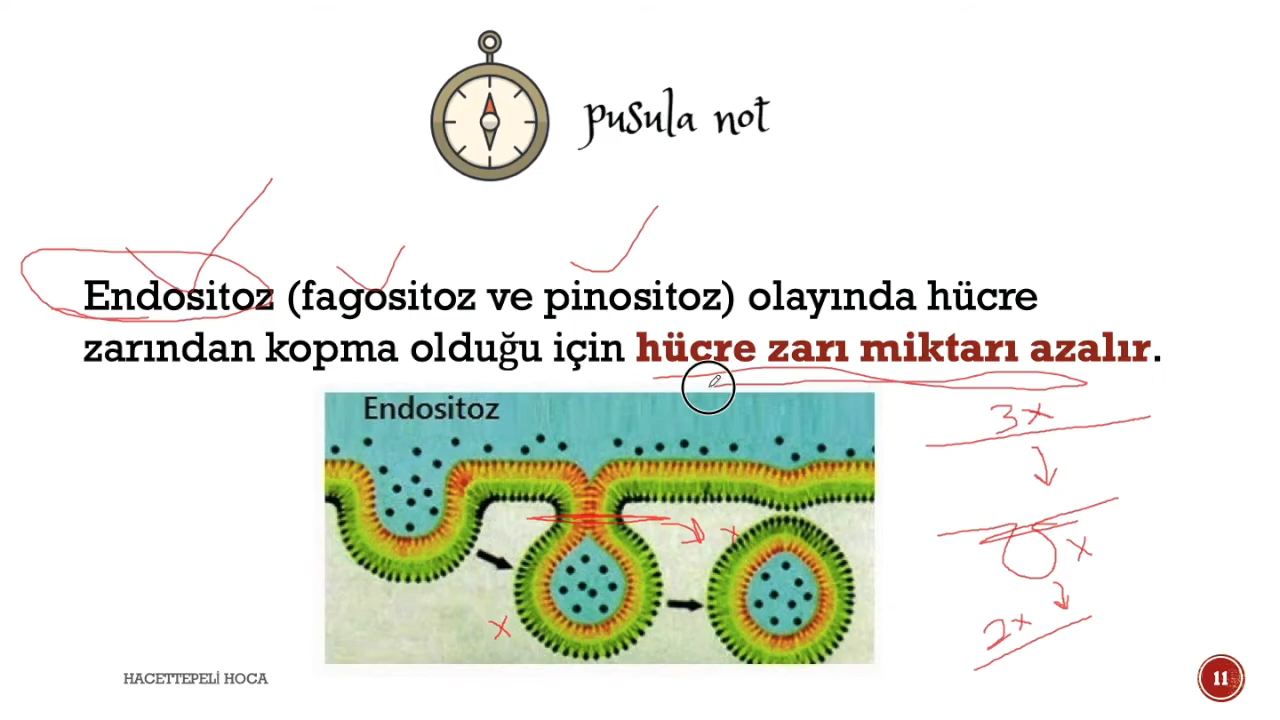 pusula not
Endositoz (fagositoz ve pinositoz) olayında hücre
zarından kopma olduğu için hücre zarı miktarı azalır.
Endositoz
3x
x
x
x
2x
HACETTEPELİ HOCA
11